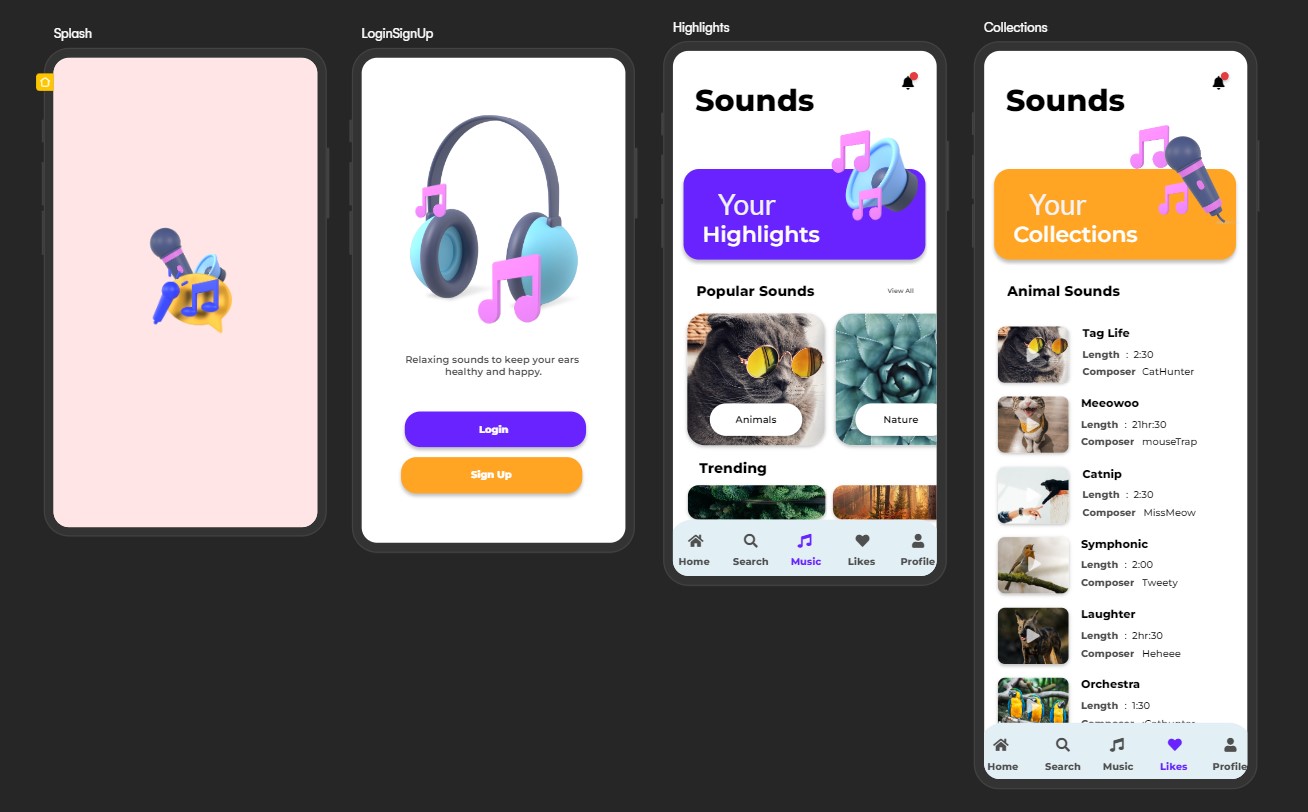 Splash
LoginSignUp
Relaxing sounds to keep your ears
healthy and happy.
Login
Sign Up
Highlights
Sounds
Your
Highlights
Popular Sounds
View All
Animals
Nature
Trending
Home
Search
Music
Likes
Profile
Collections
Sounds
Your
Collections
Animal Sounds
Tag Life
Length : 2:30
Composer CatHunter
Meeowoo
Length : 21hr:30
Composer mouseTrap
Catnip
Length : 2:30
Composer MissMeow
Symphonic
Length : 2:00
Composer Tweety
Laughter
Length : 2hr:30
Composer Heheee
Orchestra
Length : 1:30
Home
Search
Music
Likes
Profile